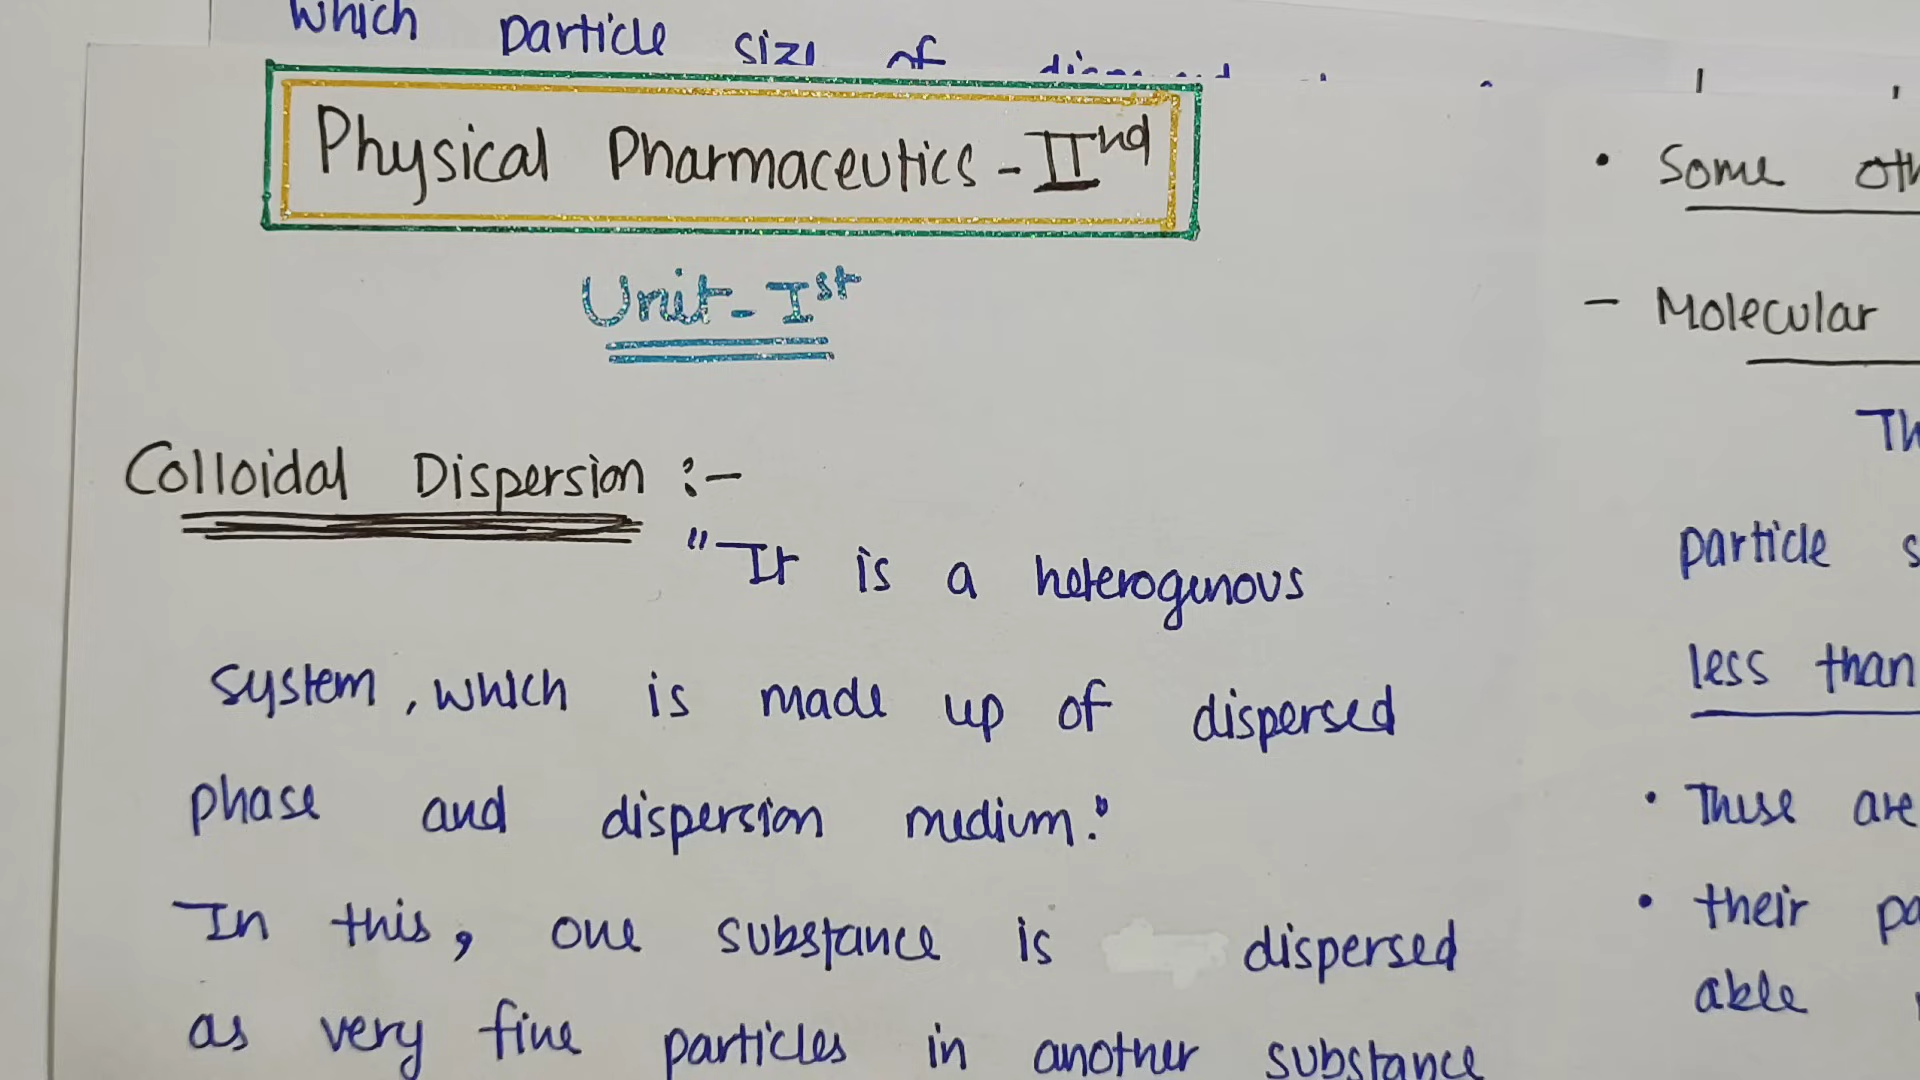 which particle size of
Physical Pharmaceutics - IInd
Unit - Ist
Colloidal Dispersion :-
"It is a heterogenous
system, which is made up of dispersed
phase and dispersion medium."
In this, one substance is dispersed
as very fine particles in another substance
• Some
- Molecular
particle
less than
• These are
• their
able